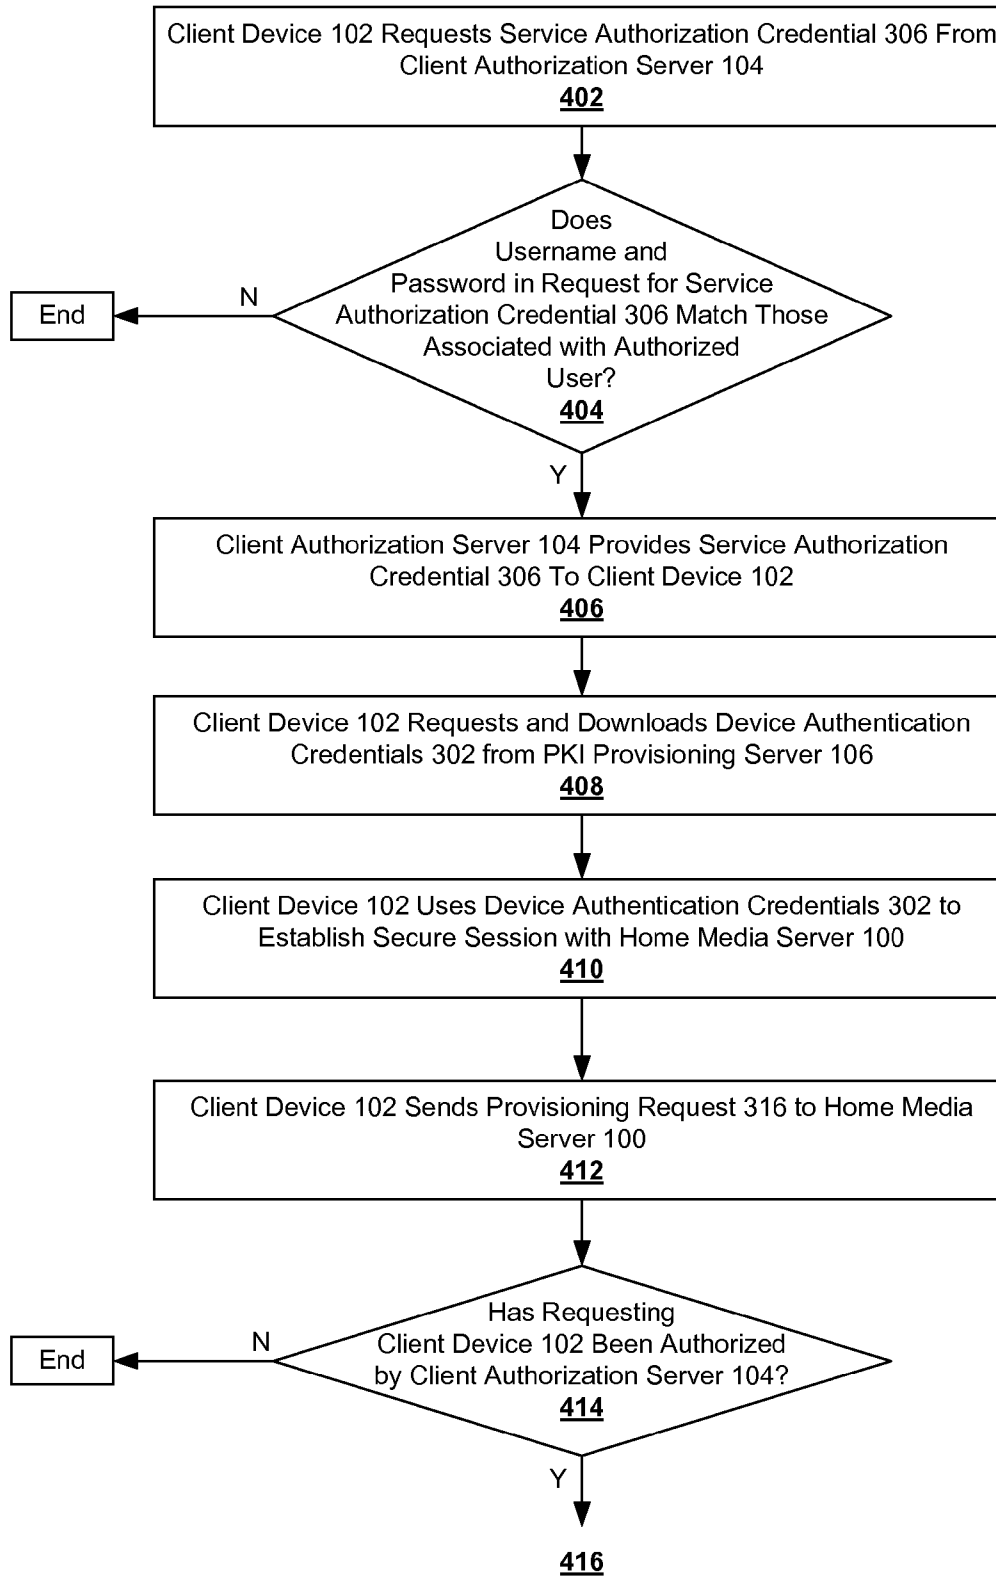 Client Device 102 Requests Service Authorization Credential 306 From
Client Authorization Server 104
402
Does
Username and
Password in Request for Service
Authorization Credential 306 Match Those
Associated with Authorized
User?
404
N
End
Y
Client Authorization Server 104 Provides Service Authorization
Credential 306 To Client Device 102
406
Client Device 102 Requests and Downloads Device Authentication
Credentials 302 from PKI Provisioning Server 106
408
Client Device 102 Uses Device Authentication Credentials 302 to
Establish Secure Session with Home Media Server 100
410
Client Device 102 Sends Provisioning Request 316 to Home Media
Server 100
412
Has Requesting
Client Device 102 Been Authorized
by Client Authorization Server 104?
414
N
End
Y
416